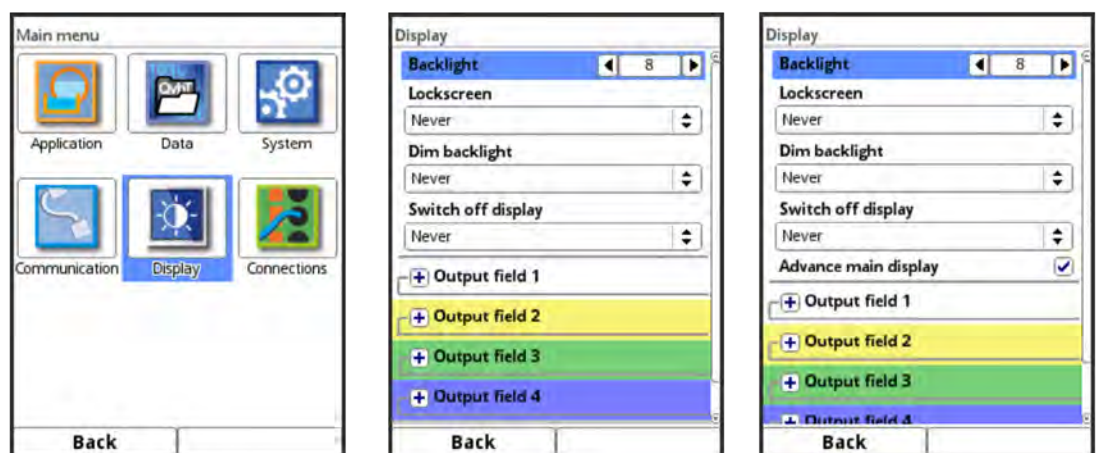 Main menu
Application
Data
System
Communication
Display
Connections
Back
Display
Backlight 8
Lockscreen
Never
Dim backlight
Never
Switch off display
Never
Output field 1
Output field 2
Output field 3
Output field 4
Back
Display
Backlight 8
Lockscreen
Never
Dim backlight
Never
Switch off display
Never
Advance main display
Output field 1
Output field 2
Output field 3
Output field 4
Back